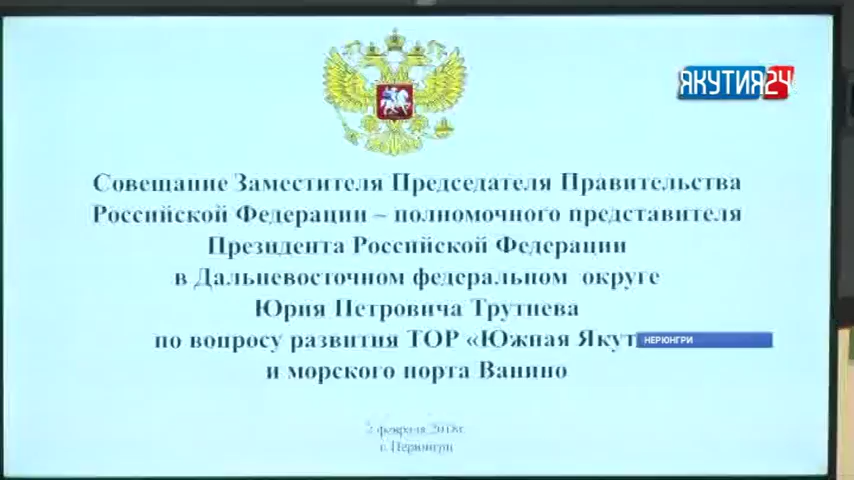 ЯКУТИЯ24
Совещание Заместителя Председателя Правительства
Российской Федерации – полномочного представителя
Президента Российской Федерации
в Дальневосточном федеральном округе
Юрия Петровича Трутнева
по вопросу развития ТОР «Южная Якут
НЕРЮНГРИ
и морского порта Ванино
2 февраля 2018г.
г. Нерюнгри